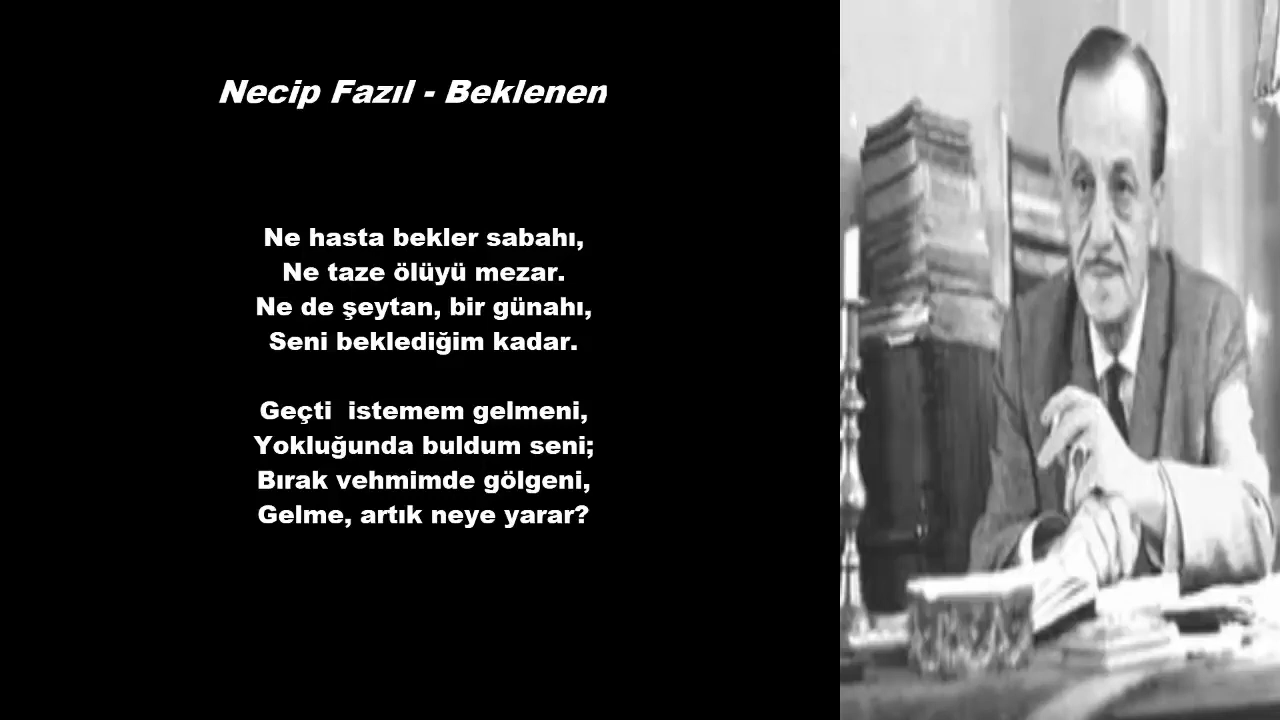 Necip Fazıl - Beklenen
Ne hasta bekler sabahı,
Ne taze ölüyü mezar.
Ne de şeytan, bir günahı,
Seni beklediğim kadar.
Geçti  istemem gelmeni,
Yokluğunda buldum seni;
Bırak vehmimde gölgeni,
Gelme, artık neye yarar?